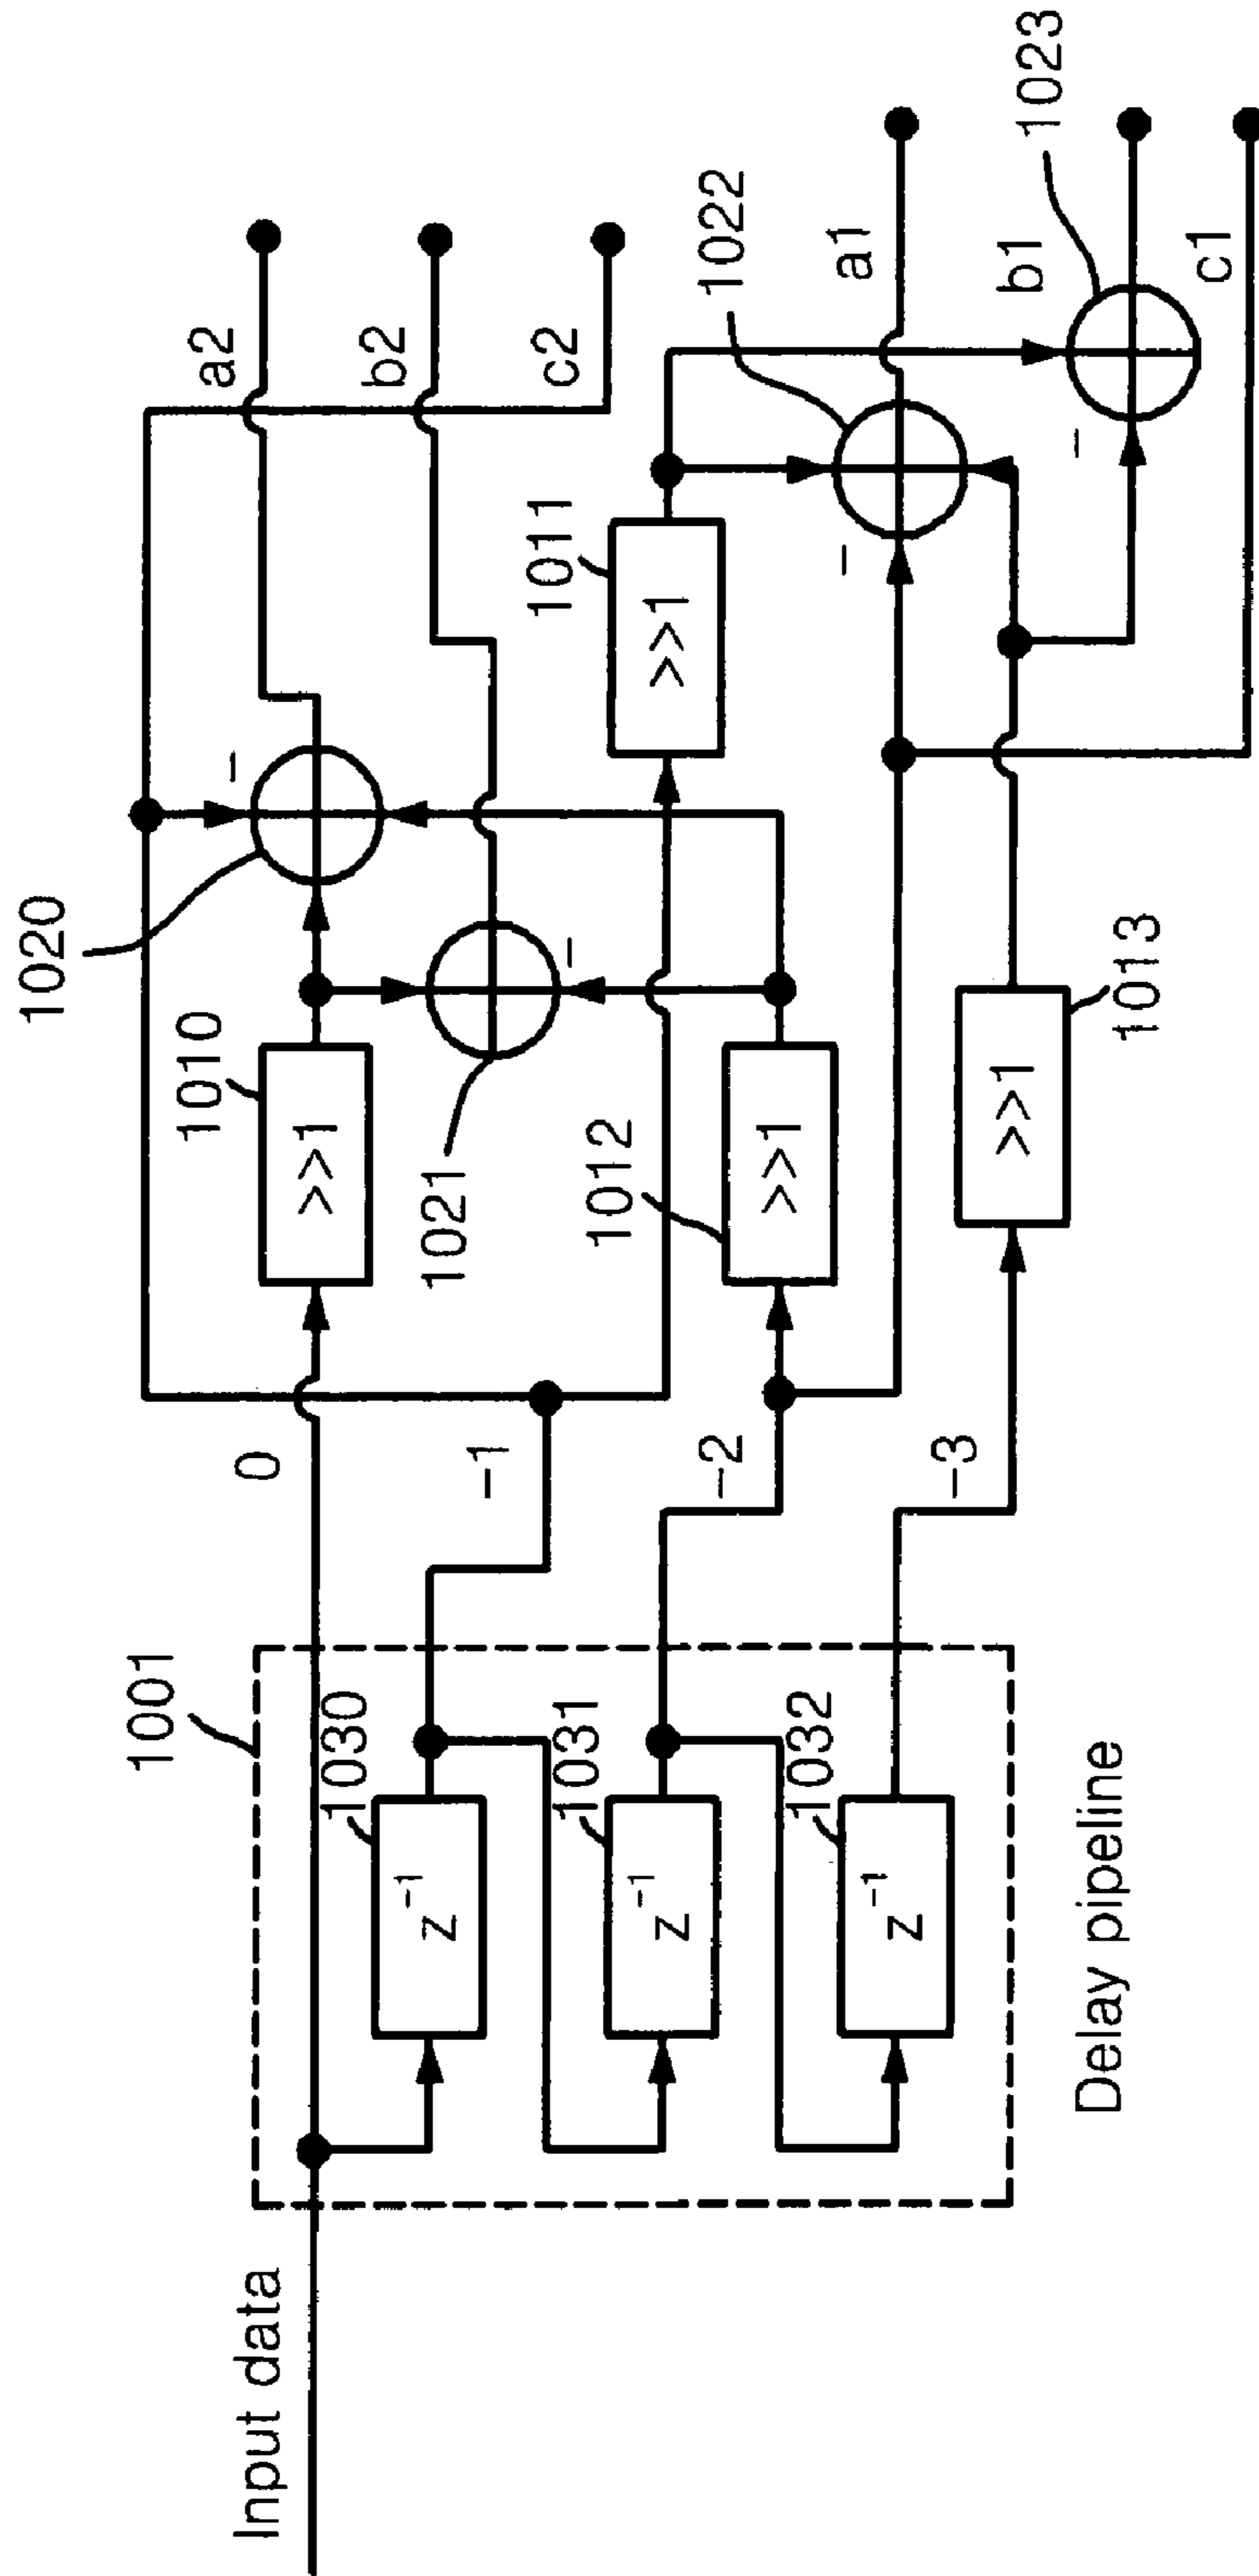 Input data
1001
1030
z⁻¹
1031
z⁻¹
1032
z⁻¹
Delay pipeline
0
-1
-2
-3
1010
>>1
1020
-
1021
-
1012
>>1
1011
>>1
1013
>>1
a2
b2
c2
1022
-
a1
1023
-
b1
c1